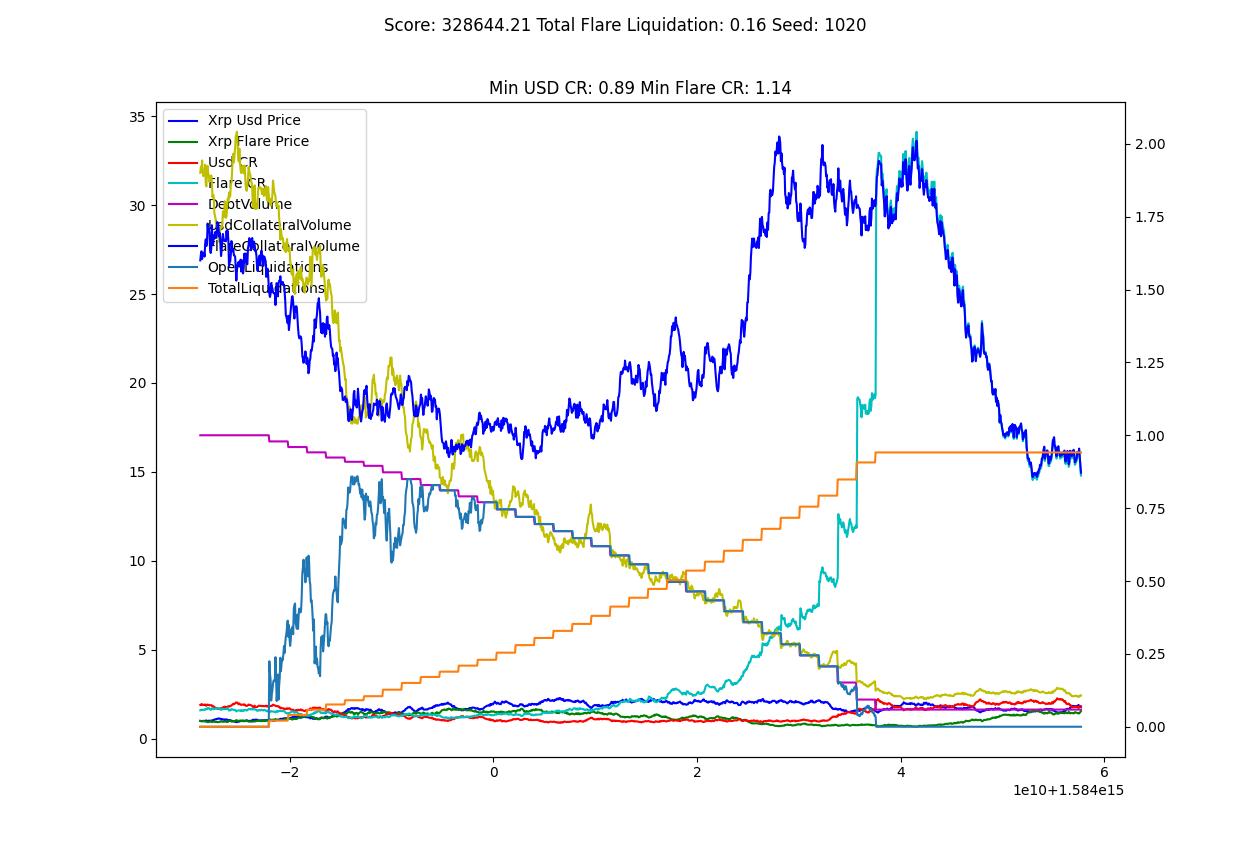 Score: 328644.21 Total Flare Liquidation: 0.16 Seed: 1020
Min USD CR: 0.89 Min Flare CR: 1.14
Xrp Usd Price
Xrp Flare Price
Usd CR
Flare CR
DeptVolume
UsdCollateralVolume
FlareCollateralVolume
OpenLiquidations
TotalLiquidations
35
30
25
20
15
10
5
0
2.00
1.75
1.50
1.25
1.00
0.75
0.50
0.25
0.00
−2 0 2 4 6
1e10+1.584e15